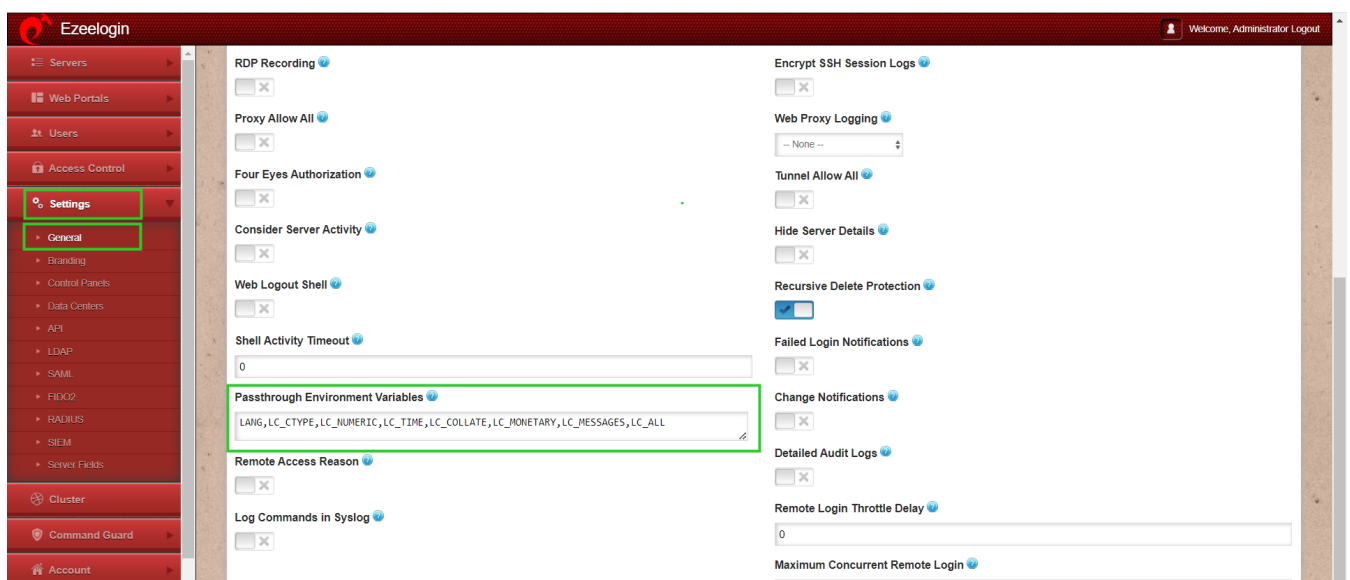 Ezeelogin
Welcome, Administrator Logout
Servers
Web Portals
Users
Access Control
Settings
General
Branding
Control Panels
Data Centers
API
LDAP
SAML
FIDO2
RADIUS
SIEM
Server Fields
Cluster
Command Guard
Account
RDP Recording
Proxy Allow All
Four Eyes Authorization
Consider Server Activity
Web Logout Shell
Shell Activity Timeout
0
Passthrough Environment Variables
LANG,LC_CTYPE,LC_NUMERIC,LC_TIME,LC_COLLATE,LC_MONETARY,LC_MESSAGES,LC_ALL
Remote Access Reason
Log Commands in Syslog
Encrypt SSH Session Logs
Web Proxy Logging
-- None --
Tunnel Allow All
Hide Server Details
Recursive Delete Protection
Failed Login Notifications
Change Notifications
Detailed Audit Logs
Remote Login Throttle Delay
0
Maximum Concurrent Remote Login